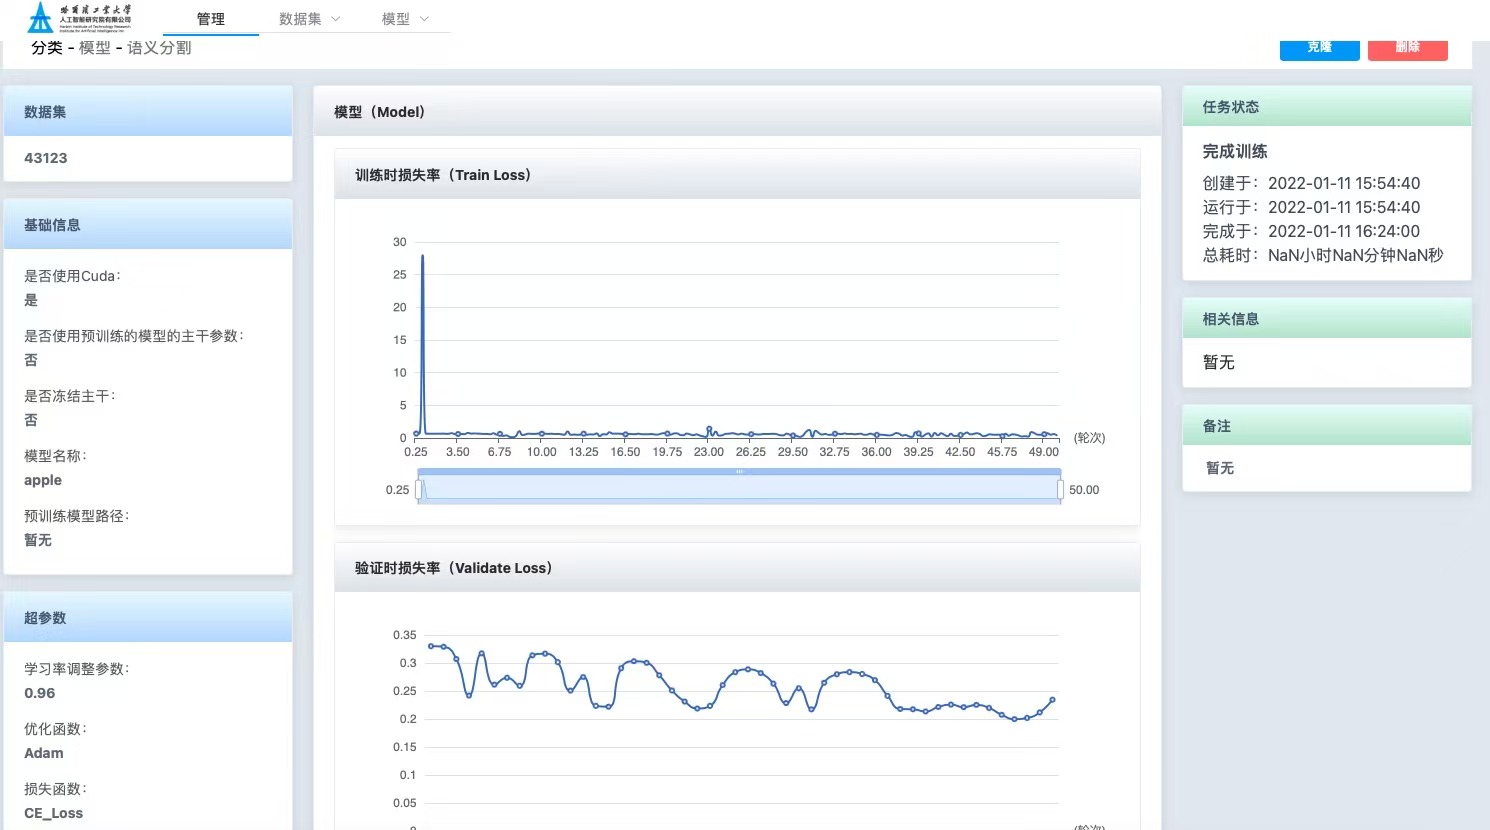 哈尔滨工业大学
人工智能研究院有限公司
管理
数据集
模型
分类 - 模型 - 语义分割
克隆
删除
数据集
43123
基础信息
是否使用Cuda：
是
是否使用预训练的模型的主干参数：
否
是否冻结主干：
否
模型名称：
apple
预训练模型路径：
暂无
超参数
学习率调整参数：
0.96
优化函数：
Adam
损失函数：
CE_Loss
模型（Model）
训练时损失率（Train Loss）
30
25
20
15
10
5
0
0.25 3.50 6.75 10.00 13.25 16.50 19.75 23.00 26.25 29.50 32.75 36.00 39.25 42.50 45.75 49.00
(轮次)
0.25
50.00
验证时损失率（Validate Loss）
0.35
0.3
0.25
0.2
0.15
0.1
0.05
0
(轮次)
任务状态
完成训练
创建于：2022-01-11 15:54:40
运行于：2022-01-11 15:54:40
完成于：2022-01-11 16:24:00
总耗时：NaN小时NaN分钟NaN秒
相关信息
暂无
备注
暂无